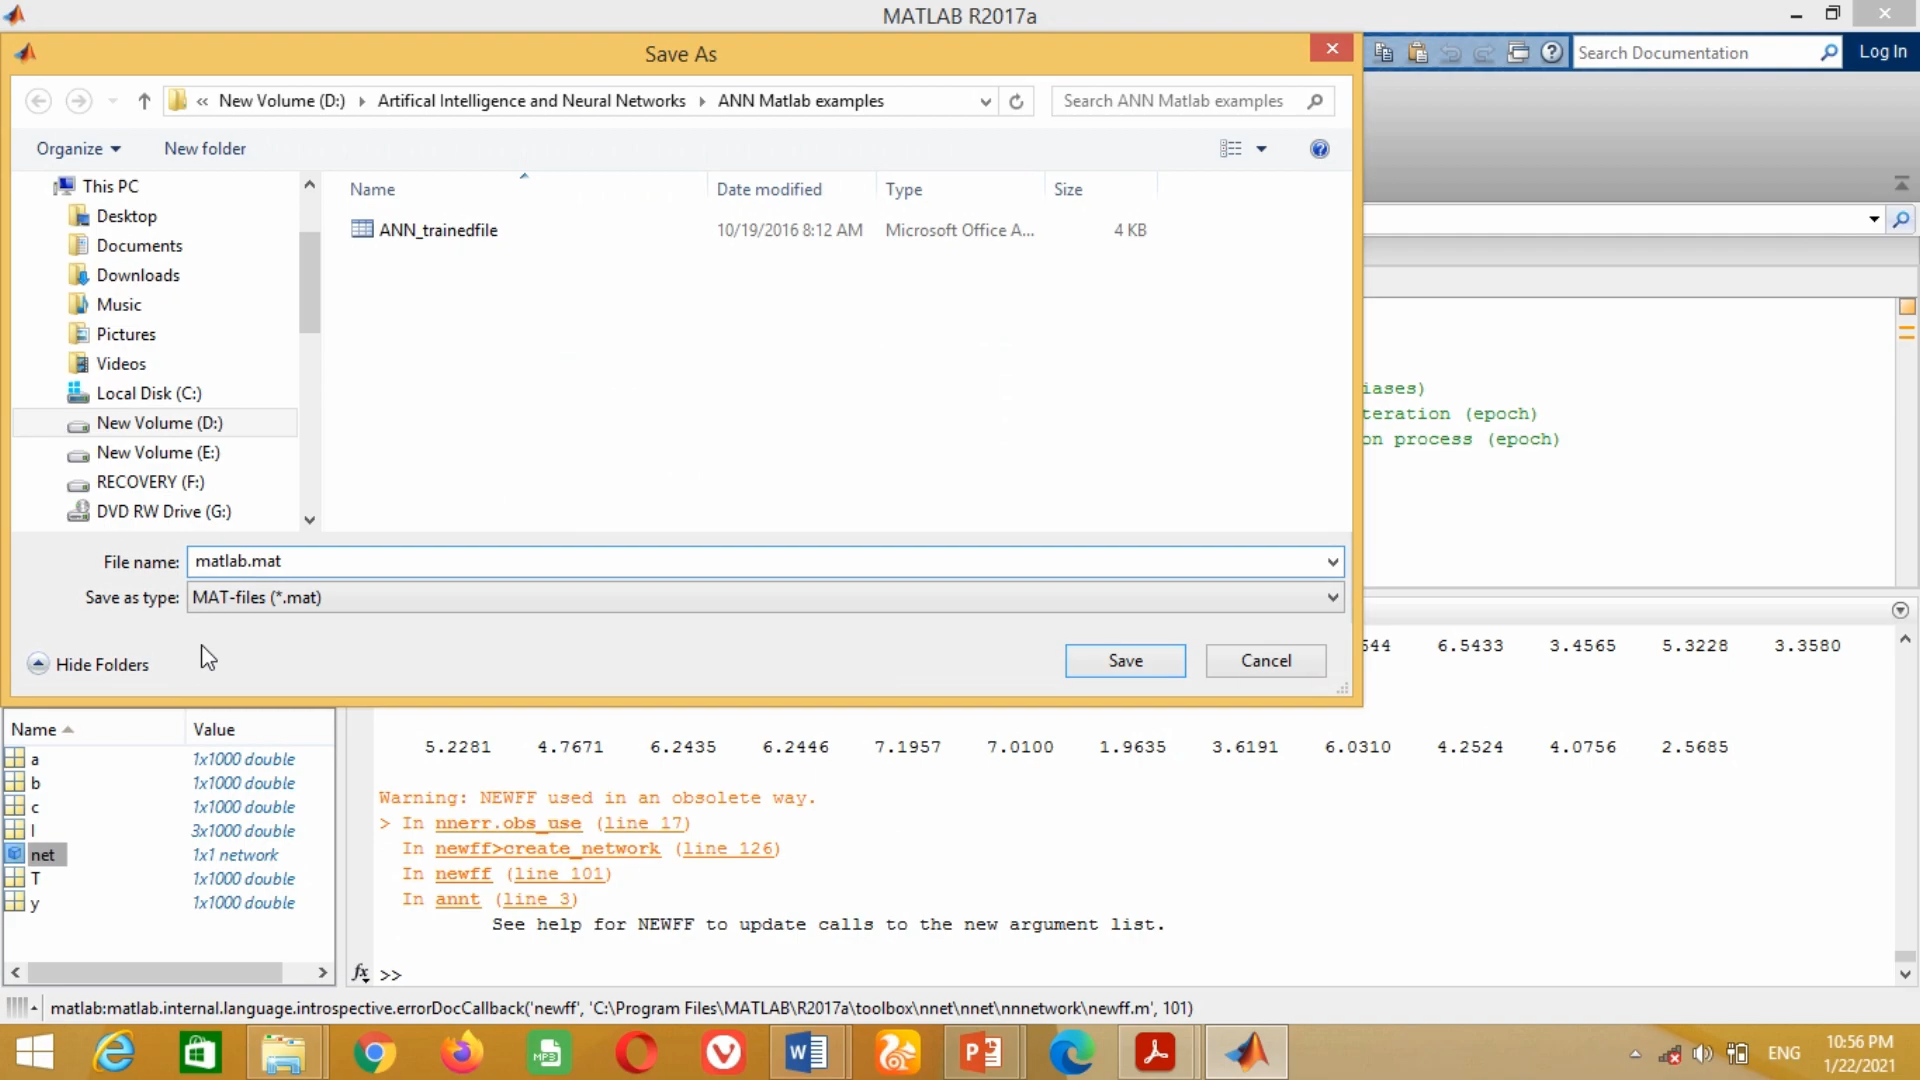 MATLAB R2017a
Save As
Search Documentation
Log In
« New Volume (D:) Artifical Intelligence and Neural Networks ANN Matlab examples
Search ANN Matlab examples
Organize
New folder
This PC
Desktop
Documents
Downloads
Music
Pictures
Videos
Local Disk (C:)
New Volume (D:)
New Volume (E:)
RECOVERY (F:)
DVD RW Drive (G:)
Name Date modified Type Size
ANN_trainedfile 10/19/2016 8:12 AM Microsoft Office A... 4 KB
iases)
teration (epoch)
on process (epoch)
File name: matlab.mat
Save as type: MAT-files (*.mat)
Hide Folders
Save
Cancel
544 6.5433 3.4565 5.3228 3.3580
Name Value
a 1x1000 double
b 1x1000 double
c 1x1000 double
I 3x1000 double
net 1x1 network
T 1x1000 double
y 1x1000 double
5.2281 4.7671 6.2435 6.2446 7.1957 7.0100 1.9635 3.6191 6.0310 4.2524 4.0756 2.5685
Warning: NEWFF used in an obsolete way.
> In nnerr.obs_use (line 17)
In newff>create_network (line 126)
In newff (line 101)
In annt (line 3)
See help for NEWFF to update calls to the new argument list.
fx >>
matlab:matlab.internal.language.introspective.errorDocCallback('newff', 'C:\Program Files\MATLAB\R2017a\toolbox\nnet\nnet\nnnetwork\newff.m', 101)
MP3
ENG
10:56 PM
1/22/2021